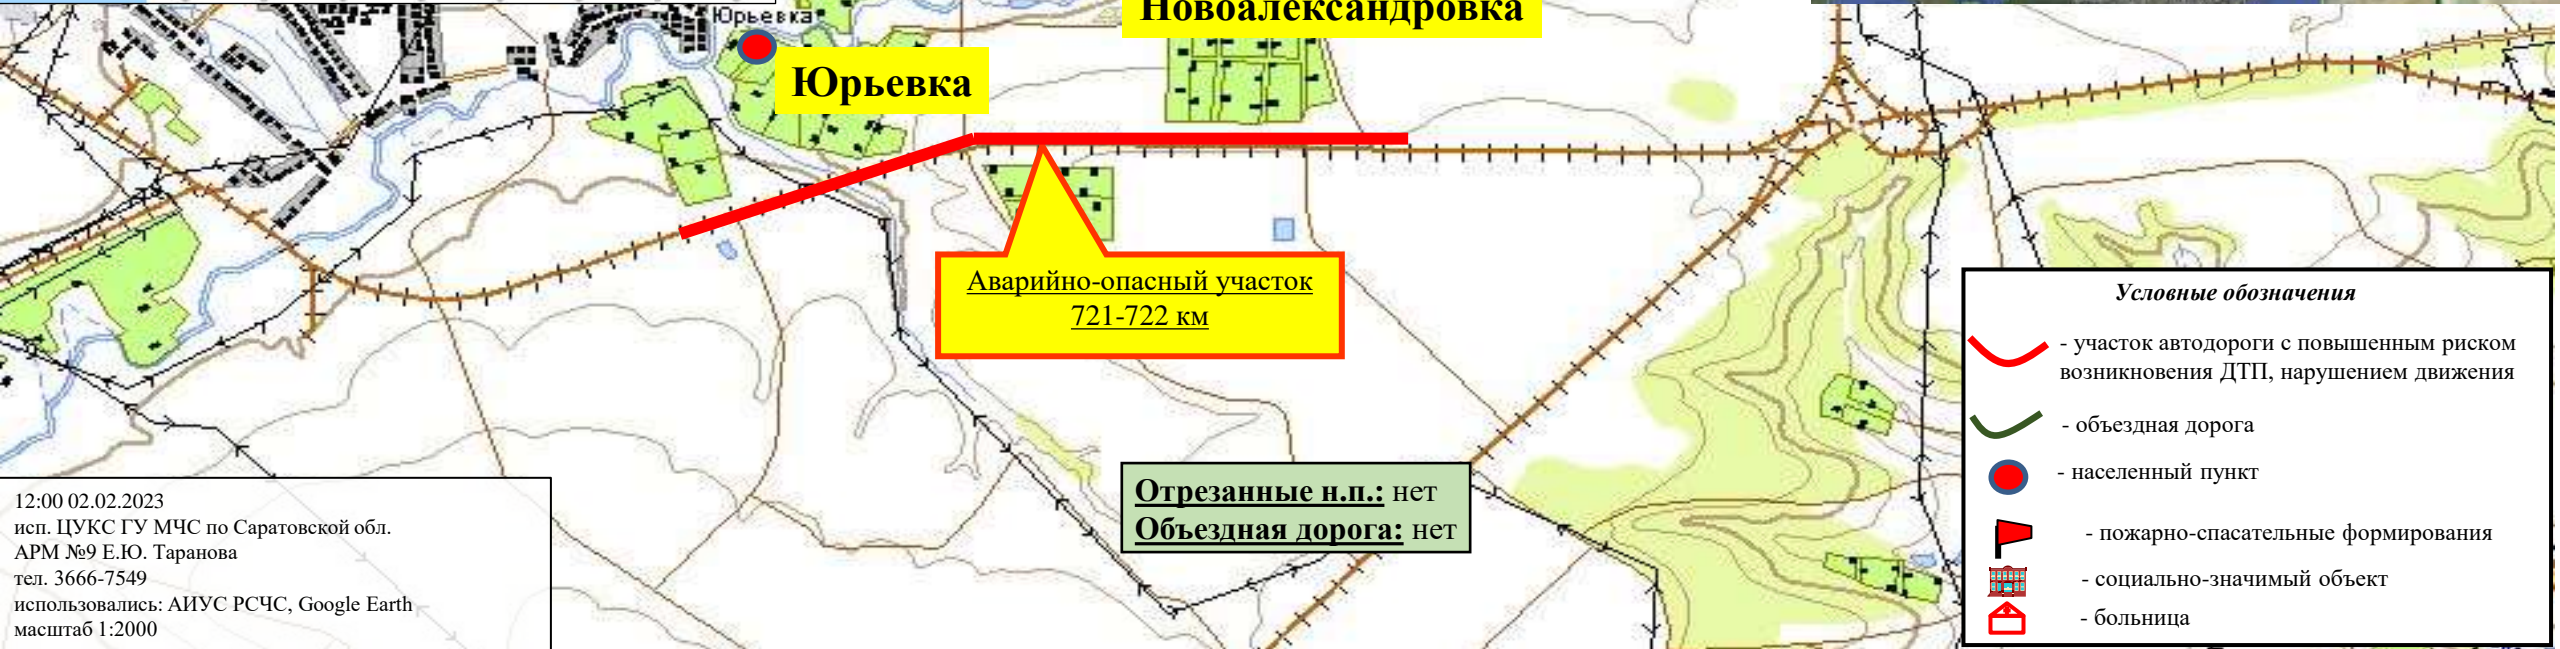 Юрьевка
Новоалександровка
Юрьевка
Аварийно-опасный участок
721-722 км
Отрезанные н.п.: нет
Объездная дорога: нет
12:00 02.02.2023
исп. ЦУКС ГУ МЧС по Саратовской обл.
АРМ №9 Е.Ю. Таранова
тел. 3666-7549
использовались: АИУС РСЧС, Google Earth
масштаб 1:2000
Условные обозначения
- участок автодороги с повышенным риском
возникновения ДТП, нарушением движения
- объездная дорога
- населенный пункт
- пожарно-спасательные формирования
- социально-значимый объект
- больница